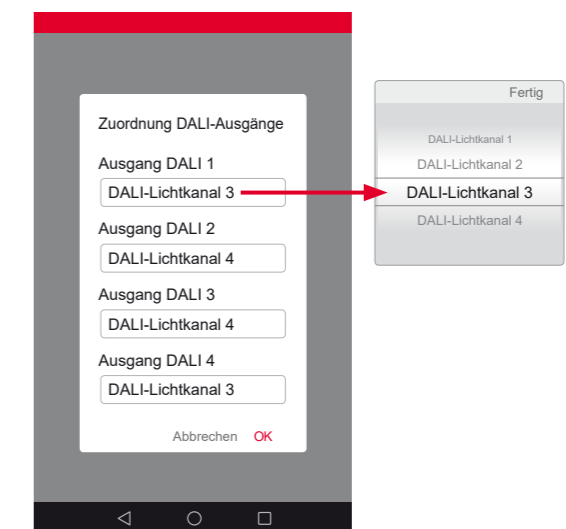 Zuordnung DALI-Ausgänge
Ausgang DALI 1
DALI-Lichtkanal 3
Ausgang DALI 2
DALI-Lichtkanal 4
Ausgang DALI 3
DALI-Lichtkanal 4
Ausgang DALI 4
DALI-Lichtkanal 3
Abbrechen OK
Fertig
DALI-Lichtkanal 1
DALI-Lichtkanal 2
DALI-Lichtkanal 3
DALI-Lichtkanal 4